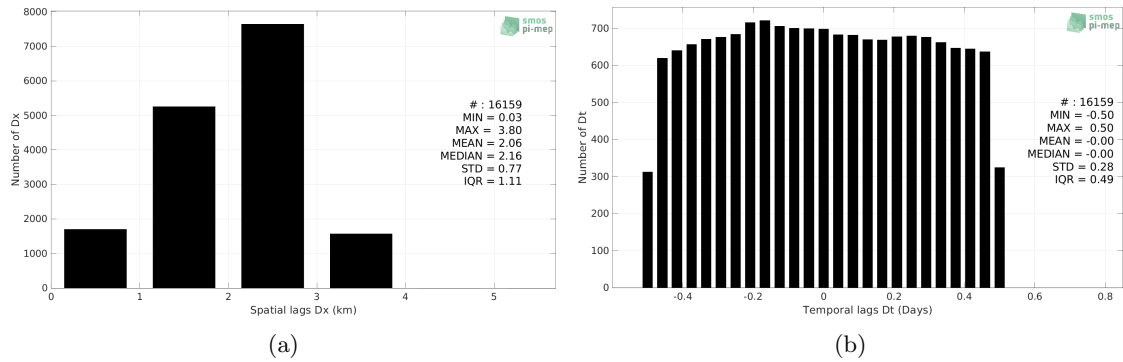 8000
7000
6000
5000
4000
3000
2000
1000
0
Number of Dx
smos
pi-mep
# : 16159
MIN = 0.03
MAX = 3.80
MEAN = 2.06
MEDIAN = 2.16
STD = 0.77
IQR = 1.11
0 1 2 3 4 5
Spatial lags Dx (km)
(a)
700
600
500
400
300
200
100
0
Number of Dt
smos
pi-mep
# : 16159
MIN = -0.50
MAX = 0.50
MEAN = -0.00
MEDIAN = -0.00
STD = 0.28
IQR = 0.49
-0.4 -0.2 0 0.2 0.4 0.6 0.8
Temporal lags Dt (Days)
(b)